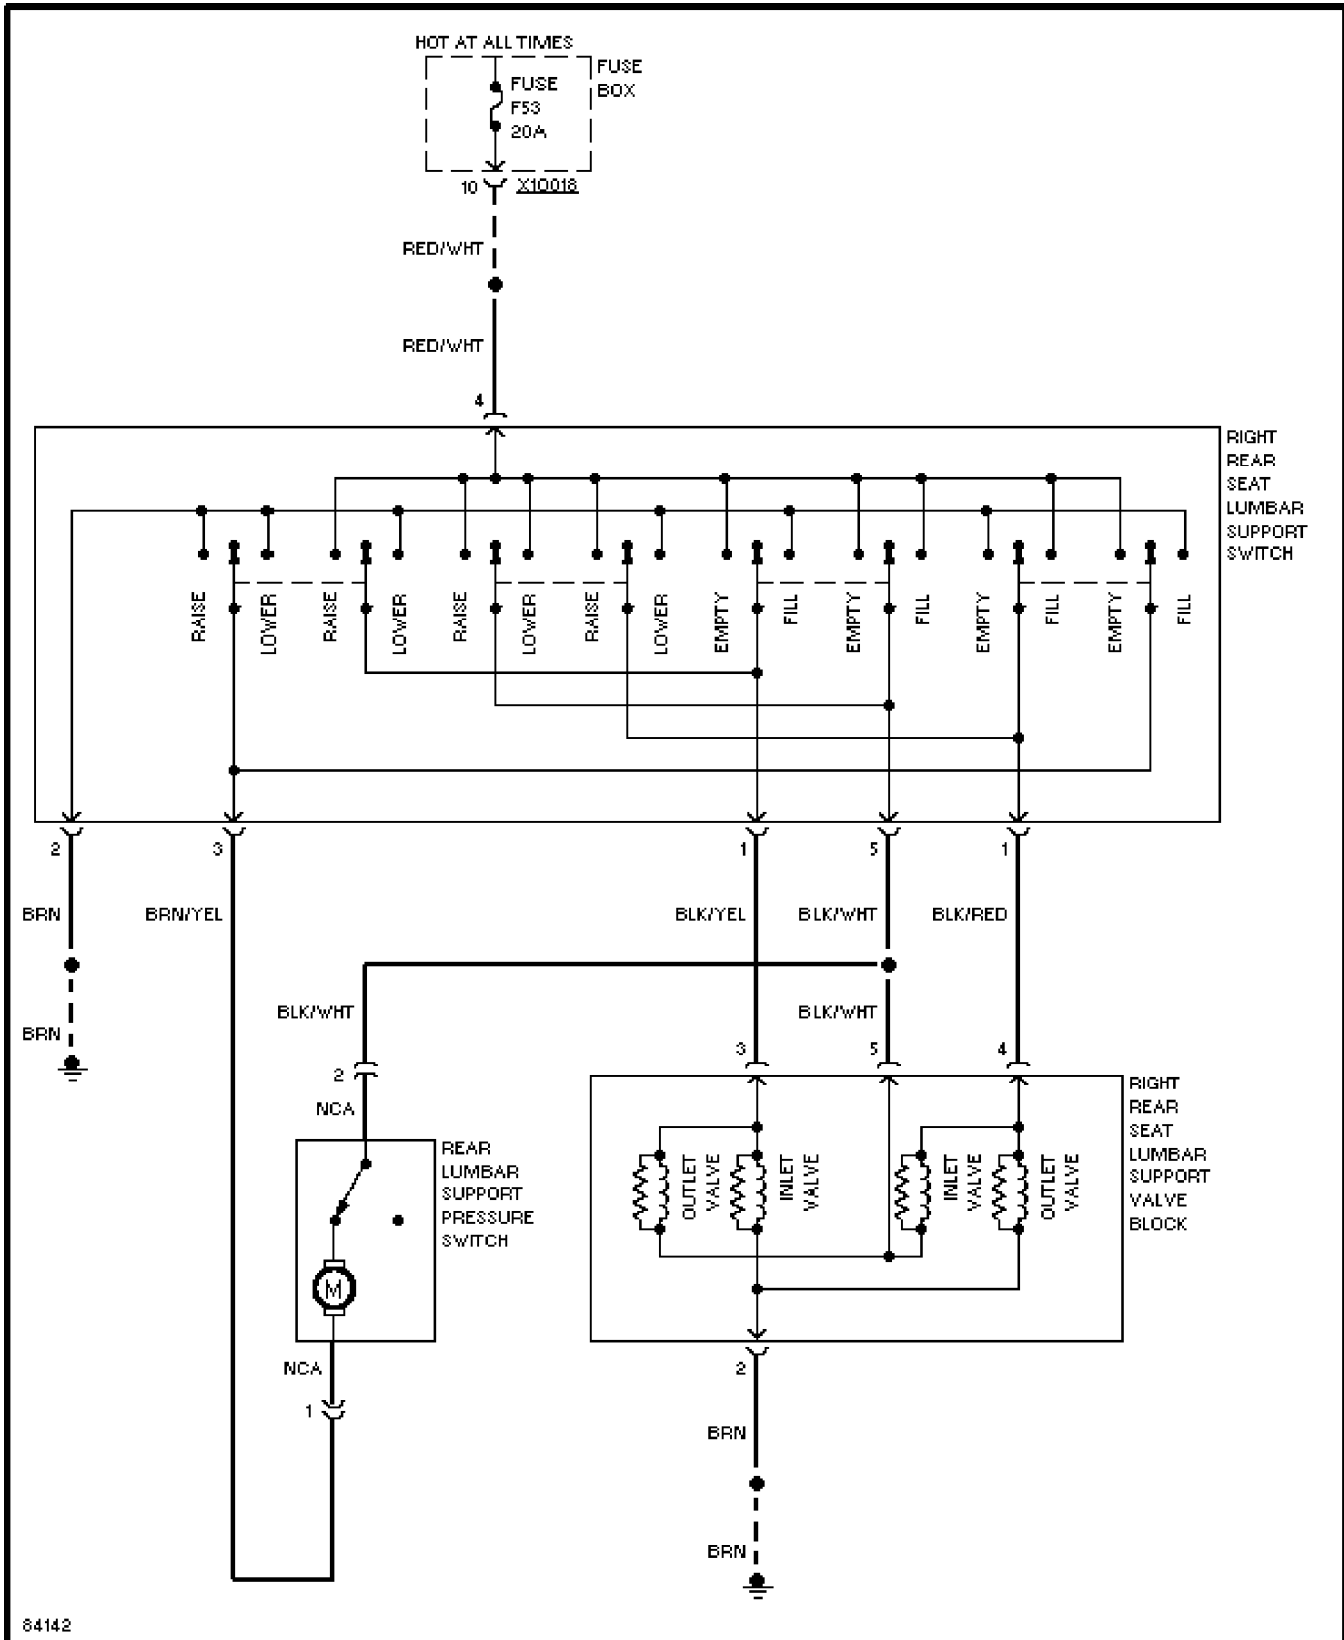 HOT AT ALL TIMES
FUSE
F53
20A
FUSE
BOX
10
X10018
RED/WHT
RED/WHT
4
RIGHT
REAR
SEAT
LUMBAR
SUPPORT
SWITCH
RAISE
LOWER
RAISE
LOWER
RAISE
LOWER
RAISE
LOWER
EMPTY
FILL
EMPTY
FILL
EMPTY
FILL
EMPTY
FILL
2
3
1
5
1
BRN
BRN/YEL
BLK/YEL
BLK/WHT
BLK/RED
BLK/WHT
BLK/WHT
BRN
3
5
4
2
NCA
REAR
LUMBAR
SUPPORT
PRESSURE
SWITCH
M
RIGHT
REAR
SEAT
LUMBAR
SUPPORT
VALVE
BLOCK
OUTLET
VALVE
INLET
VALVE
INLET
VALVE
OUTLET
VALVE
NCA
1
2
BRN
BRN
84142